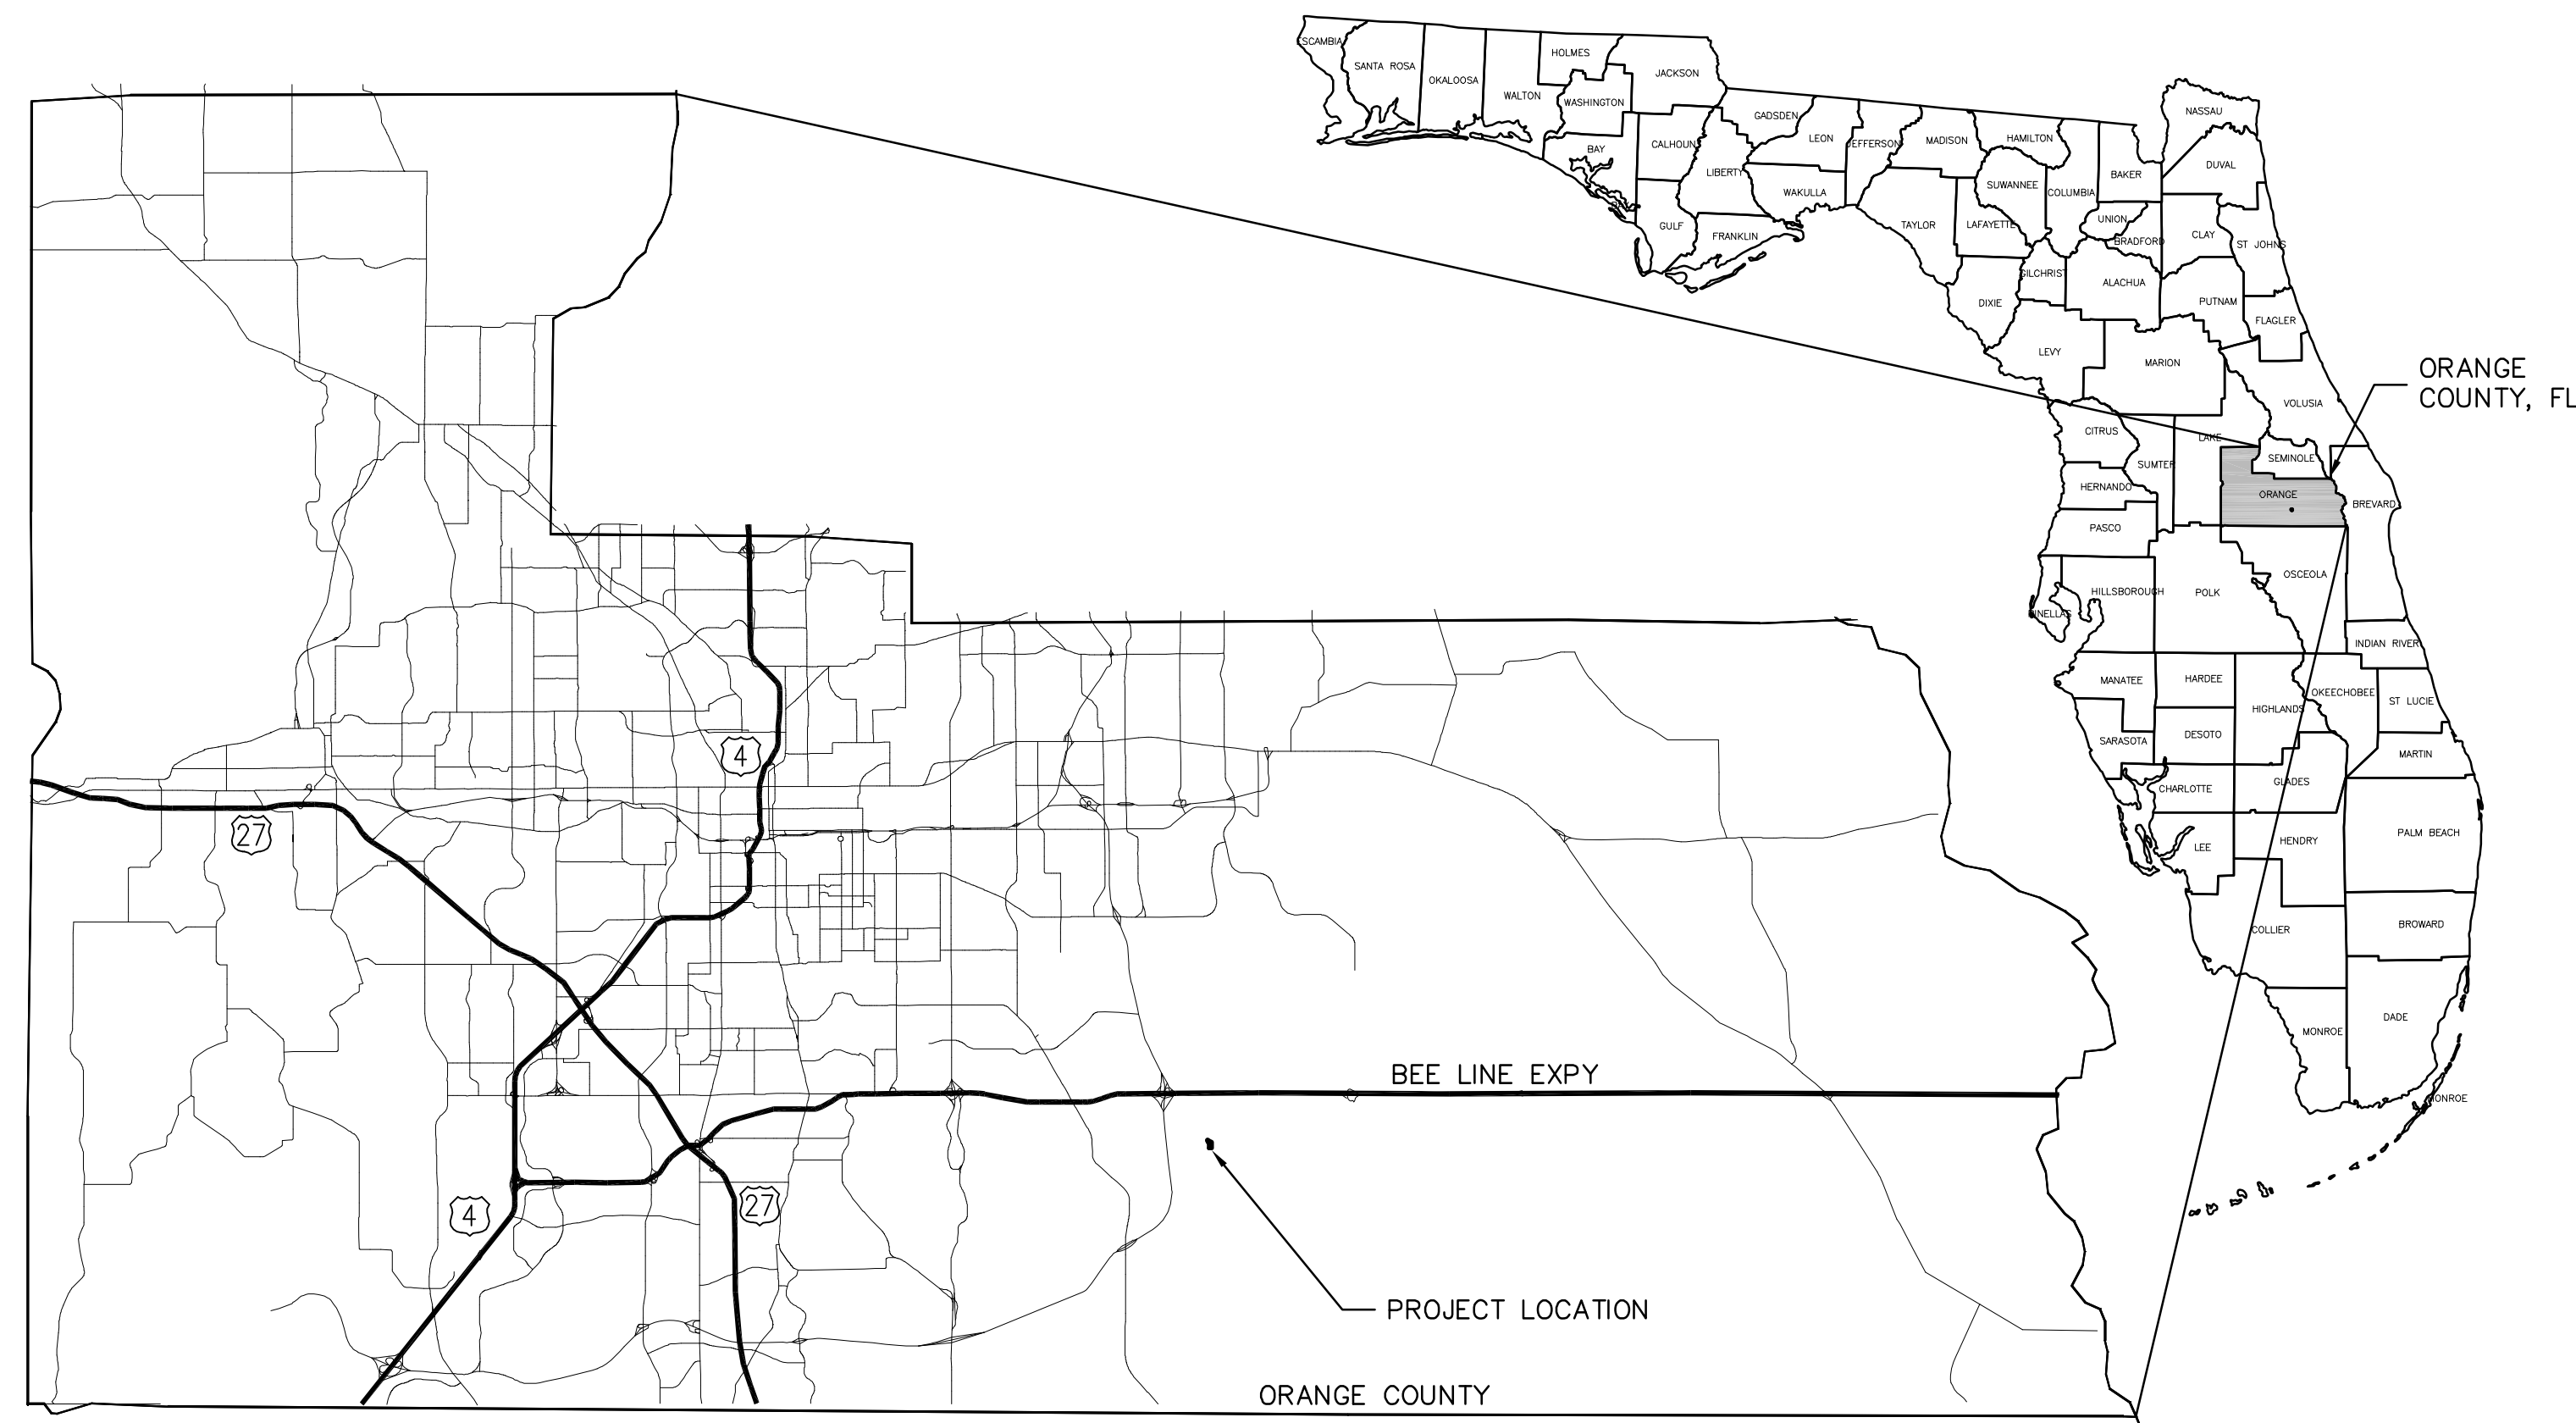 ESCAMBIA
SANTA ROSA
OKALOOSA
WALTON
HOLMES
WASHINGTON
JACKSON
BAY
CALHOUN
GULF
GADSDEN
LIBERTY
FRANKLIN
LEON
WAKULLA
JEFFERSON
MADISON
TAYLOR
HAMILTON
SUWANNEE
LAFAYETTE
COLUMBIA
BAKER
NASSAU
DUVAL
UNION
BRADFORD
CLAY
ST JOHNS
GILCHRIST
DIXIE
ALACHUA
PUTNAM
FLAGLER
LEVY
MARION
VOLUSIA
ORANGE
COUNTY, FL
CITRUS
SUMTER
LAKE
SEMINOLE
HERNANDO
ORANGE
BREVARD
PASCO
PINELLAS
HILLSBOROUGH
POLK
OSCEOLA
INDIAN RIVER
MANATEE
HARDEE
HIGHLANDS
OKEECHOBEE
ST LUCIE
SARASOTA
DESOTO
MARTIN
CHARLOTTE
GLADES
LEE
HENDRY
PALM BEACH
COLLIER
BROWARD
MONROE
DADE
MONROE
4
27
BEE LINE EXPY
4
27
PROJECT LOCATION
ORANGE COUNTY